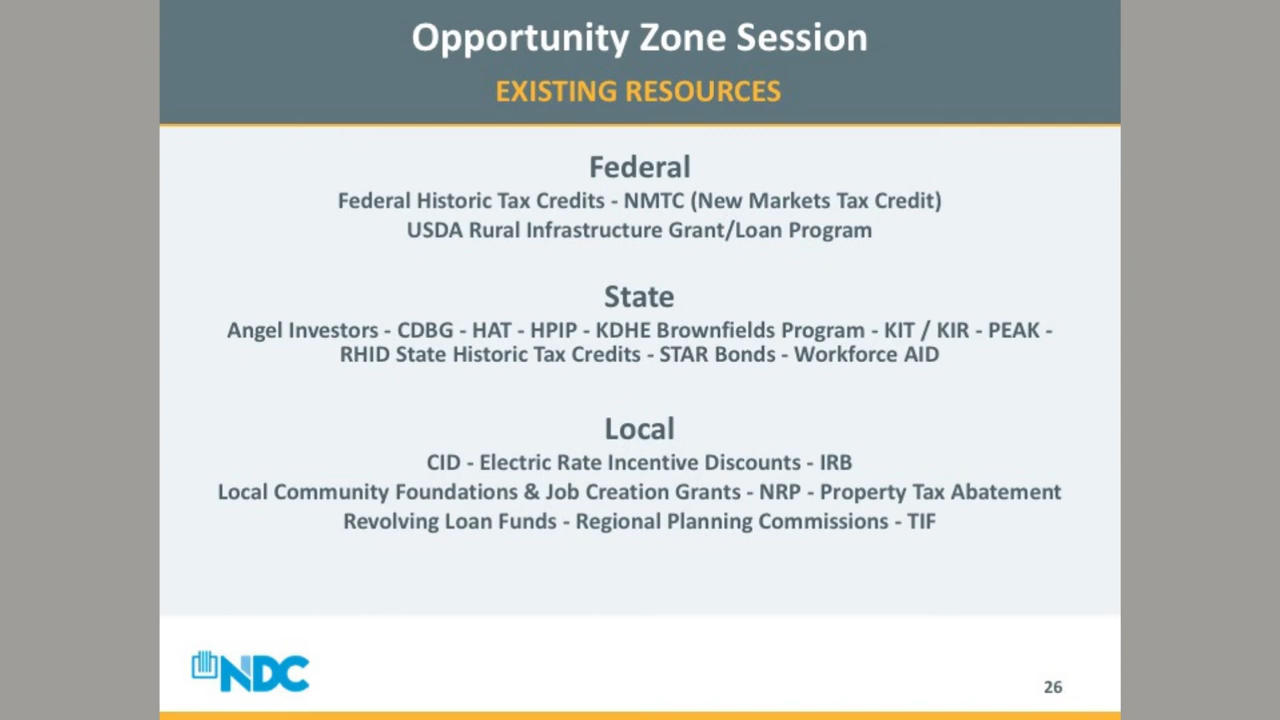 Opportunity Zone Session
EXISTING RESOURCES
Federal
Federal Historic Tax Credits - NMTC (New Markets Tax Credit)
USDA Rural Infrastructure Grant/Loan Program
State
Angel Investors - CDBG - HAT - HPIP - KDHE Brownfields Program - KIT / KIR - PEAK -
RHID State Historic Tax Credits - STAR Bonds - Workforce AID
Local
CID - Electric Rate Incentive Discounts - IRB
Local Community Foundations & Job Creation Grants - NRP - Property Tax Abatement
Revolving Loan Funds - Regional Planning Commissions - TIF
NDC
26